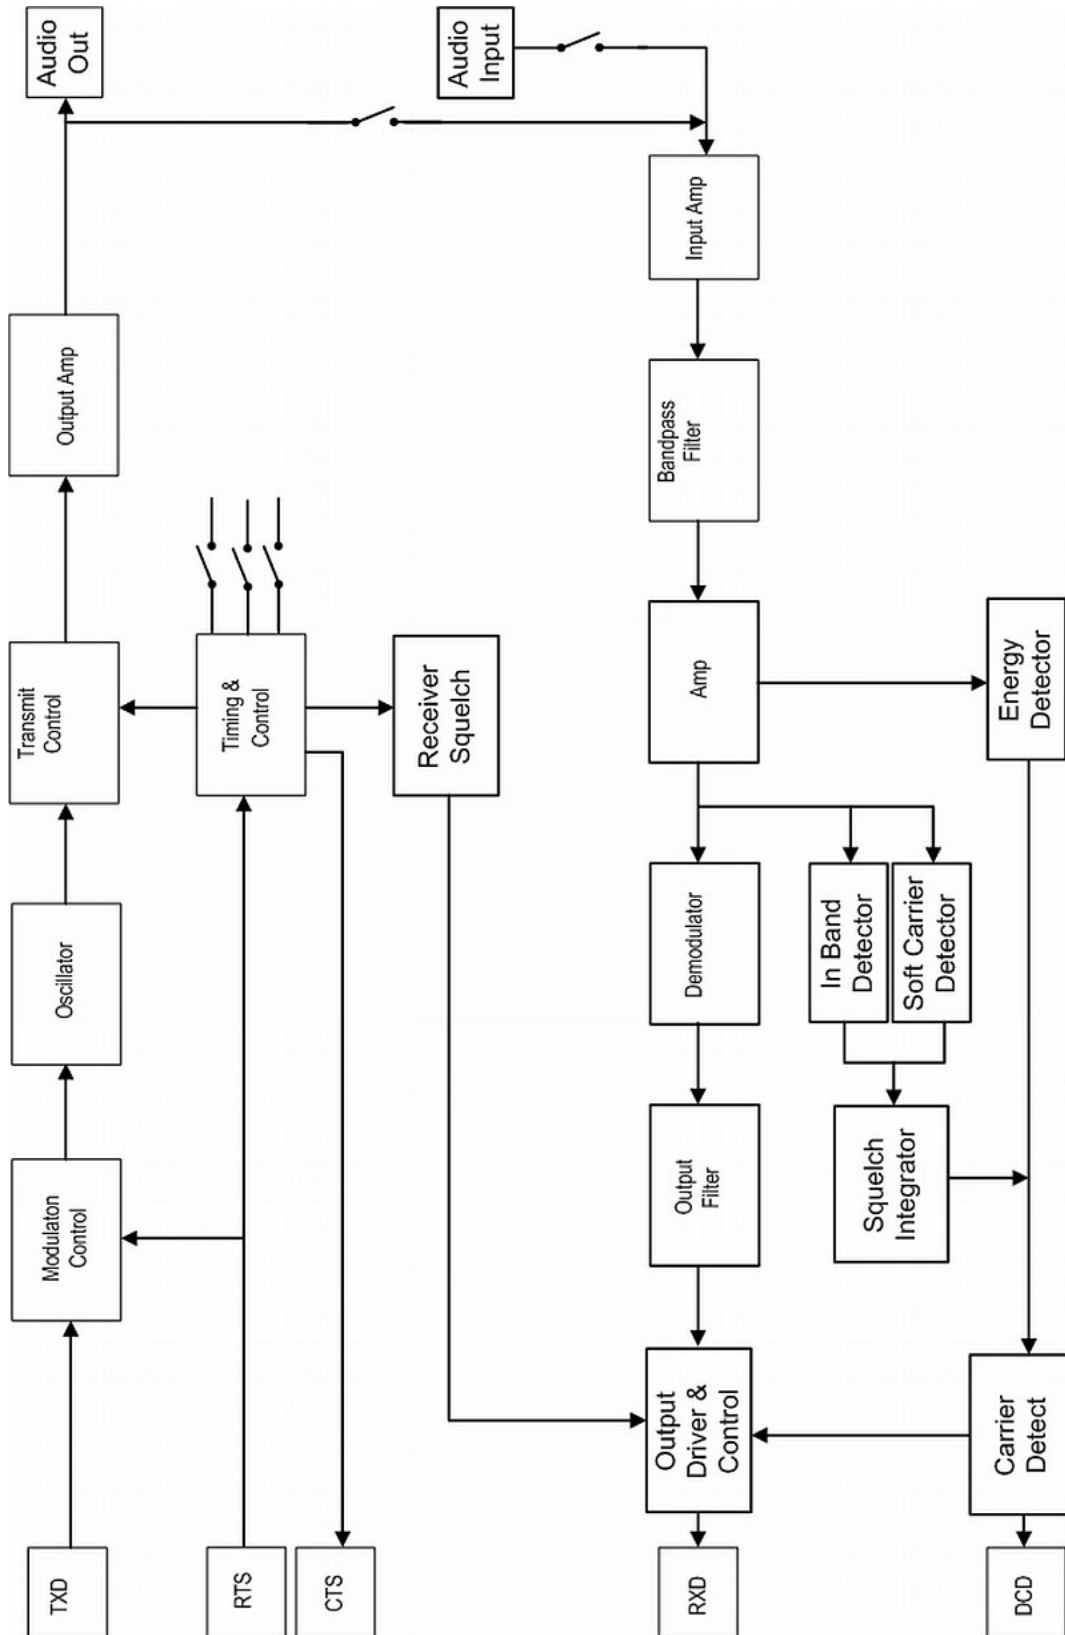 TXD
Modulaton
Control
Oscillator
Transmit
Control
Output Amp
Audio
Out
RTS
CTS
Timing &
Control
Receiver
Squelch
Audio
Input
RXD
Output
Driver &
Control
Output
Filter
Demodulator
Amp
Bandpass
Filter
Input Amp
Squelch
Integrator
In Band
Detector
Soft Carrier
Detector
DCD
Carrier
Detect
Energy
Detector